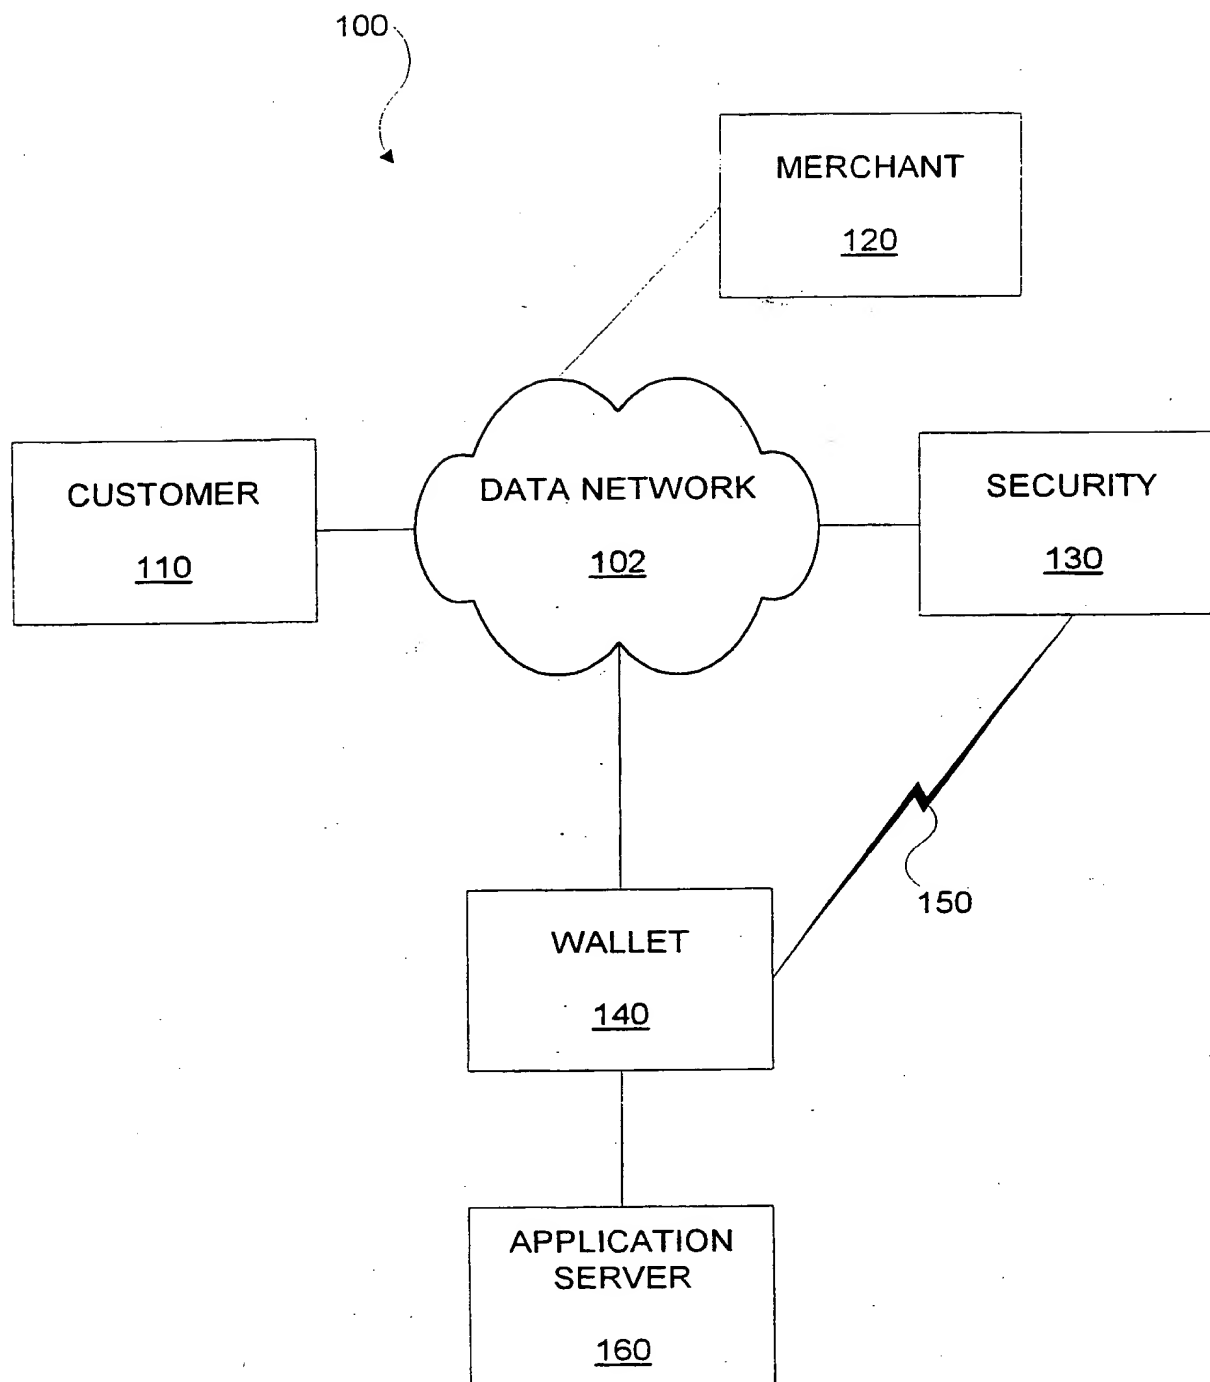 100
MERCHANT
120
CUSTOMER
110
DATA NETWORK
102
SECURITY
130
150
WALLET
140
APPLICATION
SERVER
160